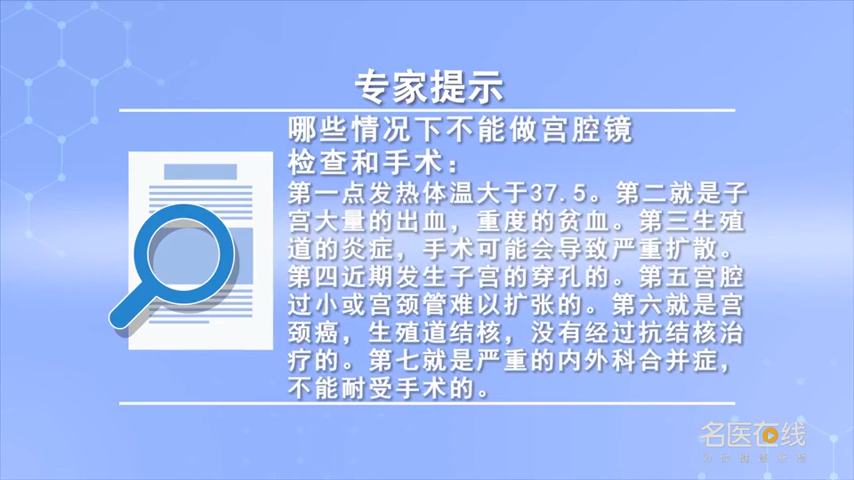 专家提示
哪些情况下不能做宫腔镜
检查和手术：
第一点发热体温大于37.5。第二就是子
宫大量的出血，重度的贫血。第三生殖
道的炎症，手术可能会导致严重扩散。
第四近期发生子宫的穿孔的。第五宫腔
过小或宫颈管难以扩张的。第六就是宫
颈癌，生殖道结核，没有经过抗结核治
疗的。第七就是严重的内外科合并症，
不能耐受手术的。
名医在线